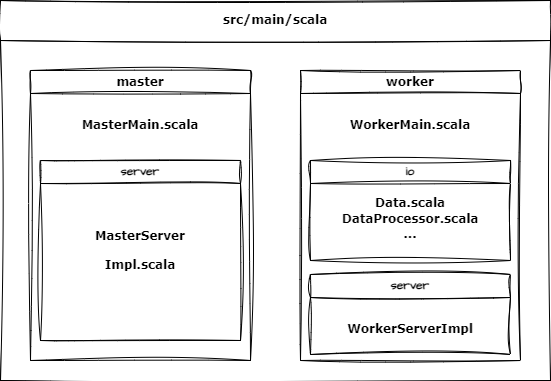 src/main/scala
master
MasterMain.scala
server
MasterServer
Impl.scala
worker
WorkerMain.scala
io
Data.scala
DataProcessor.scala
...
server
WorkerServerImpl